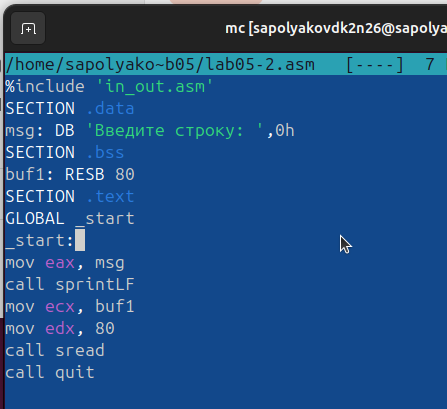 mc [sapolyakovdk2n26@sapolya
/home/sapolyako~b05/lab05-2.asm [----] 7
%include 'in_out.asm'
SECTION .data
msg: DB 'Введите строку: ',0h
SECTION .bss
buf1: RESB 80
SECTION .text
GLOBAL _start
_start:
mov eax, msg
call sprintLF
mov ecx, buf1
mov edx, 80
call sread
call quit